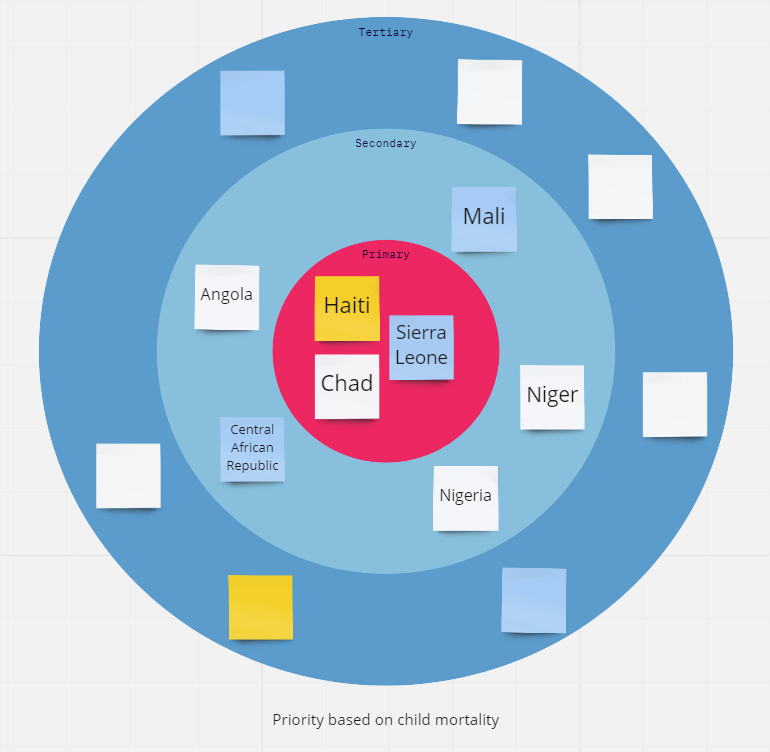 Tertiary
Secondary
Mali
Primary
Angola
Haiti
Sierra
Leone
Chad
Niger
Central
African
Republic
Nigeria
Priority based on child mortality